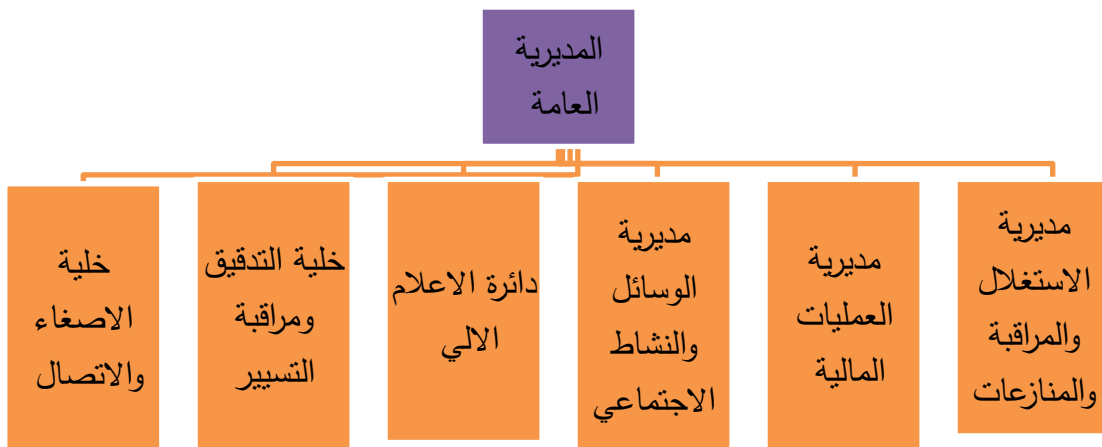 المديرية
العامة
مديرية
الاستغلال
والمراقبة
والمنازعات
مديرية
العمليات
المالية
مديرية
الوسائل
والنشاط
الاجتماعي
دائرة الاعلام
الالي
خلية التدقيق
ومراقبة
التسيير
خلية
الاصغاء
والاتصال